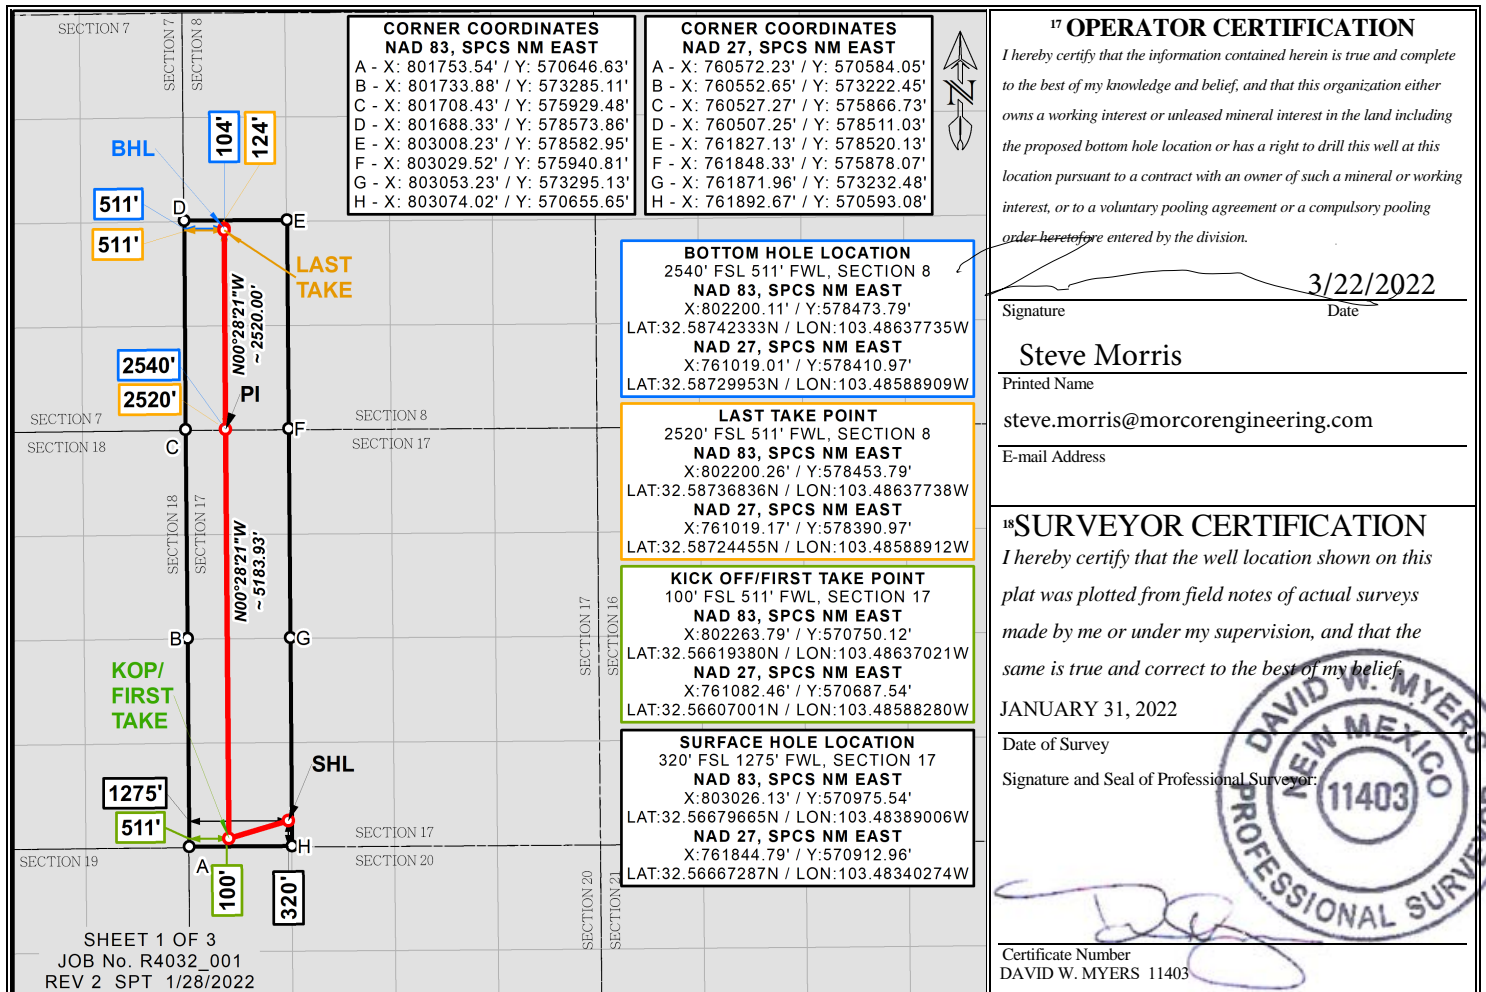 SECTION 7
SECTION 7
SECTION 8
CORNER COORDINATES
NAD 83, SPCS NM EAST
A - X: 801753.54' / Y: 570646.63'
B - X: 801733.88' / Y: 573285.11'
C - X: 801708.43' / Y: 575929.48'
D - X: 801688.33' / Y: 578573.86'
E - X: 803008.23' / Y: 578582.95'
F - X: 803029.52' / Y: 575940.81'
G - X: 803053.23' / Y: 573295.13'
H - X: 803074.02' / Y: 570655.65'
CORNER COORDINATES
NAD 27, SPCS NM EAST
A - X: 760572.23' / Y: 570584.05'
B - X: 760552.65' / Y: 573222.45'
C - X: 760527.27' / Y: 575866.73'
D - X: 760507.25' / Y: 578511.03'
E - X: 761827.13' / Y: 578520.13'
F - X: 761848.33' / Y: 575878.07'
G - X: 761871.96' / Y: 573232.48'
H - X: 761892.67' / Y: 570593.08'
N
BHL
104'
124'
511'
511'
D
E
LAST
TAKE
N00°28'21"W
~ 2520.00'
2540'
2520'
PI
SECTION 7
SECTION 8
SECTION 18
SECTION 17
C
F
SECTION 18
SECTION 17
N00°28'21"W
~ 5183.93'
B
G
SECTION 17
SECTION 16
KOP/
FIRST
TAKE
SHL
1275'
511'
SECTION 17
H
SECTION 19
A
SECTION 20
100'
320'
SECTION 20
SECTION 21
SHEET 1 OF 3
JOB No. R4032_001
REV 2 SPT 1/28/2022
BOTTOM HOLE LOCATION
2540' FSL 511' FWL, SECTION 8
NAD 83, SPCS NM EAST
X:802200.11' / Y:578473.79'
LAT:32.58742333N / LON:103.48637735W
NAD 27, SPCS NM EAST
X:761019.01' / Y:578410.97'
LAT:32.58729953N / LON:103.48588909W
LAST TAKE POINT
2520' FSL 511' FWL, SECTION 8
NAD 83, SPCS NM EAST
X:802200.26' / Y:578453.79'
LAT:32.58736836N / LON:103.48637738W
NAD 27, SPCS NM EAST
X:761019.17' / Y:578390.97'
LAT:32.58724455N / LON:103.48588912W
KICK OFF/FIRST TAKE POINT
100' FSL 511' FWL, SECTION 17
NAD 83, SPCS NM EAST
X:802263.79' / Y:570750.12'
LAT:32.56619380N / LON:103.48637021W
NAD 27, SPCS NM EAST
X:761082.46' / Y:570687.54'
LAT:32.56607001N / LON:103.48588280W
SURFACE HOLE LOCATION
320' FSL 1275' FWL, SECTION 17
NAD 83, SPCS NM EAST
X:803026.13' / Y:570975.54'
LAT:32.56679665N / LON:103.48389006W
NAD 27, SPCS NM EAST
X:761844.79' / Y:570912.96'
LAT:32.56667287N / LON:103.48340274W
17 OPERATOR CERTIFICATION
I hereby certify that the information contained herein is true and complete
to the best of my knowledge and belief, and that this organization either
owns a working interest or unleased mineral interest in the land including
the proposed bottom hole location or has a right to drill this well at this
location pursuant to a contract with an owner of such a mineral or working
interest, or to a voluntary pooling agreement or a compulsory pooling
order heretofore entered by the division.
3/22/2022
Signature Date
Steve Morris
Printed Name
steve.morris@morcorengineering.com
E-mail Address
18 SURVEYOR CERTIFICATION
I hereby certify that the well location shown on this
plat was plotted from field notes of actual surveys
made by me or under my supervision, and that the
same is true and correct to the best of my belief.
JANUARY 31, 2022
Date of Survey
Signature and Seal of Professional Surveyor:
DAVID W. MYERS
NEW MEXICO
11403
PROFESSIONAL SURVEYOR
Certificate Number
DAVID W. MYERS 11403